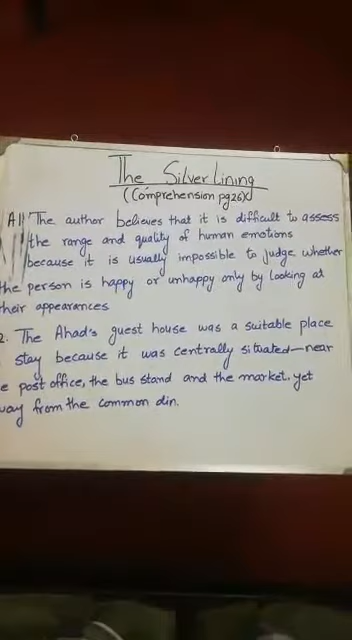 The Silver Lining
(Comprehension pg26)
A1 The author believes that it is difficult to assess
the range and quality of human emotions
because it is usually impossible to judge whether
the person is happy or unhappy only by looking at
their appearances
2. The Ahad's guest house was a suitable place
stay because it was centrally situated—near
e post office, the bus stand and the market. yet
way from the common din.